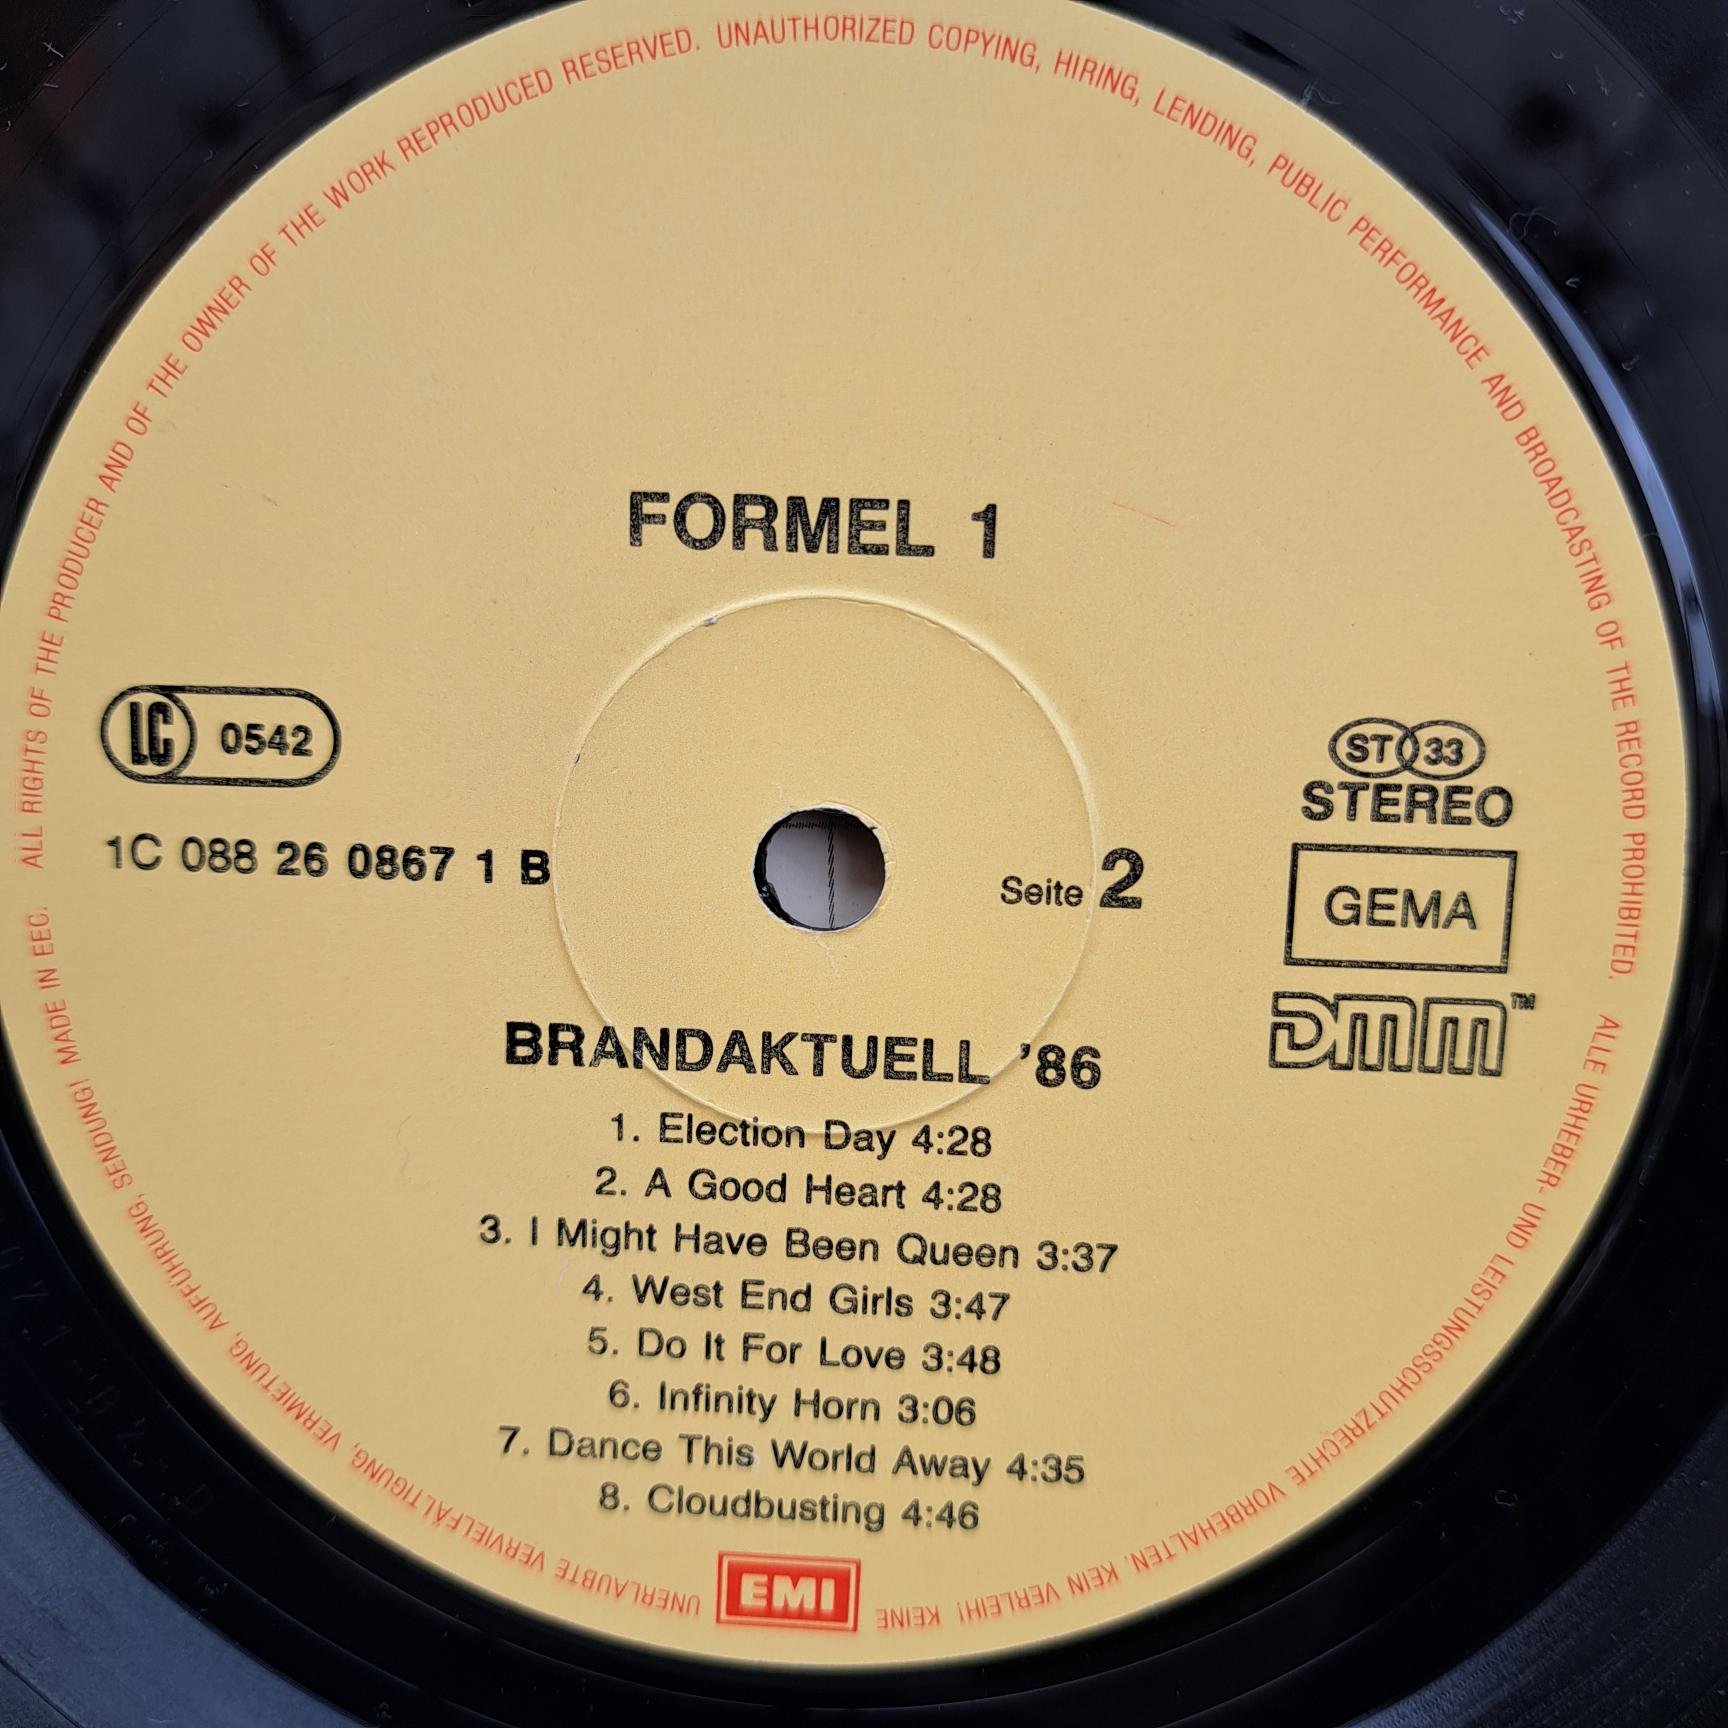 ALL RIGHTS OF THE PRODUCER AND OF THE OWNER OF THE WORK REPRODUCED RESERVED. UNAUTHORIZED COPYING, HIRING, LENDING, PUBLIC PERFORMANCE AND BROADCASTING OF THE RECORD PROHIBITED.
FORMEL 1
LC 0542
ST 33
STEREO
1C 088 26 0867 1 B
Seite 2
GEMA
DMM™
BRANDAKTUELL '86
1. Election Day 4:28
2. A Good Heart 4:28
3. I Might Have Been Queen 3:37
4. West End Girls 3:47
5. Do It For Love 3:48
6. Infinity Horn 3:06
7. Dance This World Away 4:35
8. Cloudbusting 4:46
EMI
ALLE URHEBER- UND LEISTUNGSSCHUTZRECHTE VORBEHALTEN. KEIN VERLEIH! KEINE UNERLAUBTE VERVIELFÄLTIGUNG, VERMIETUNG, AUFFÜHRUNG, SENDUNG! MADE IN EEC.